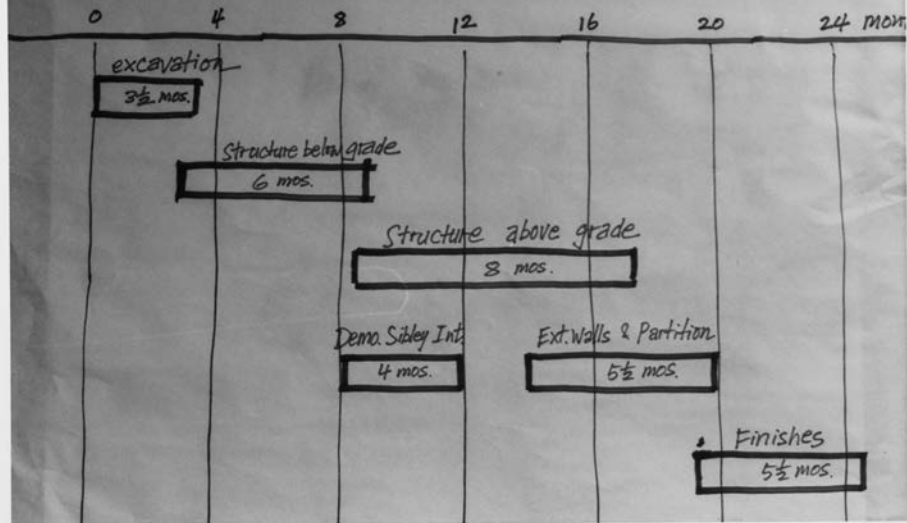 0 4 8 12 16 20 24 mon
excavation
3½ mos.
Structure below grade
6 mos.
Structure above grade
8 mos.
Demo. Sibley Int. Ext. Walls & Partition
4 mos. 5½ mos.
Finishes
5½ mos.